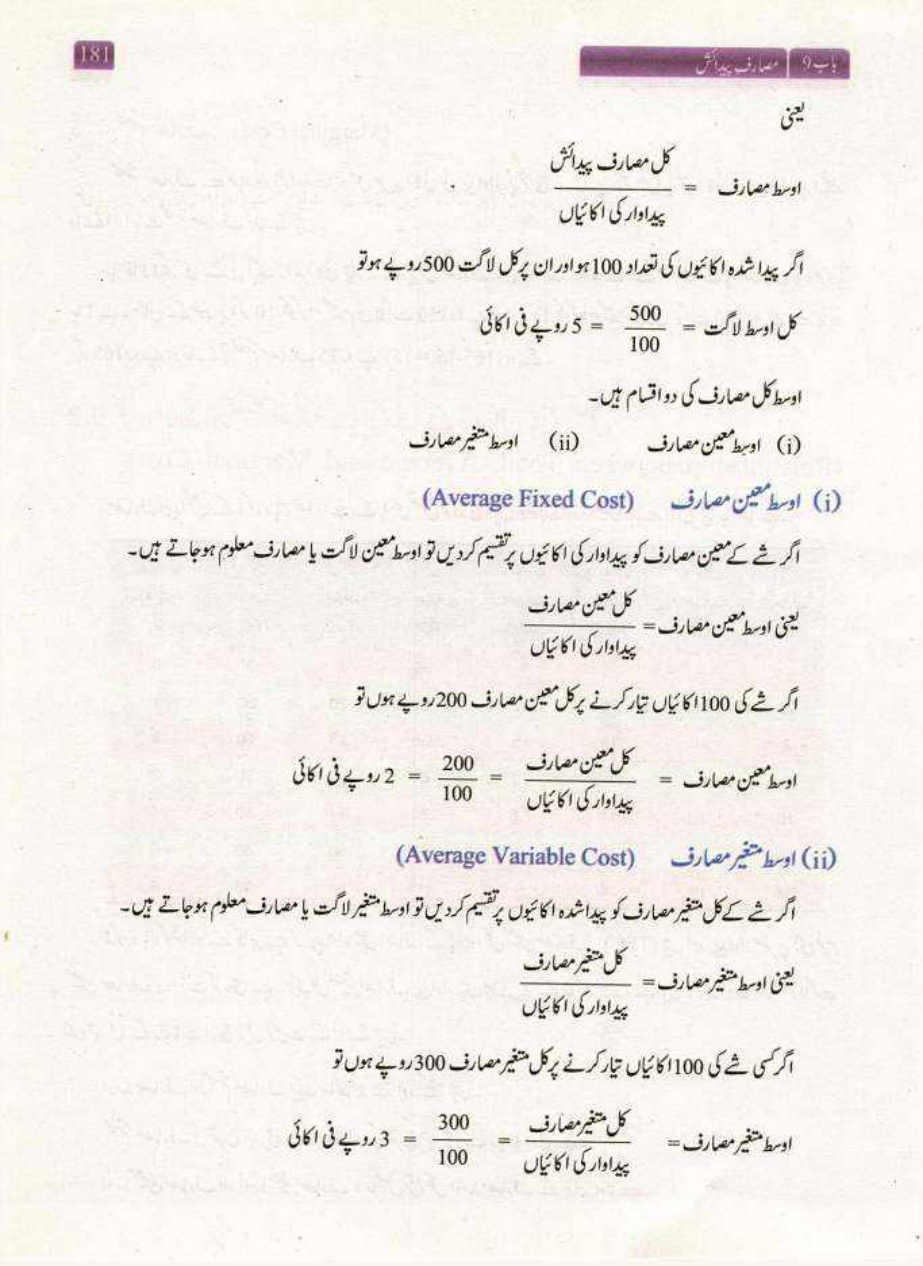 باب 9 مصارف پیدائش 181
یعنی
اوسط مصارف = کل مصارف پیدائش / پیداوار کی اکائیاں
اگر پیدا شدہ اکائیوں کی تعداد 100 ہو اور ان پر کل لاگت 500 روپے ہو تو
کل اوسط لاگت = 500 / 100 = 5 روپے فی اکائی
اوسط کل مصارف کی دو اقسام ہیں۔
(i) اوسط معین مصارف (ii) اوسط متغیر مصارف
(i) اوسط معین مصارف (Average Fixed Cost)
اگر شے کے معین مصارف کو پیداوار کی اکائیوں پر تقسیم کر دیں تو اوسط معین لاگت یا مصارف معلوم ہو جاتے ہیں۔
یعنی اوسط معین مصارف = کل معین مصارف / پیداوار کی اکائیاں
اگر شے کی 100 اکائیاں تیار کرنے پر کل معین مصارف 200 روپے ہوں تو
اوسط معین مصارف = کل معین مصارف / پیداوار کی اکائیاں = 200 / 100 = 2 روپے فی اکائی
(ii) اوسط متغیر مصارف (Average Variable Cost)
اگر شے کے کل متغیر مصارف کو پیدا شدہ اکائیوں پر تقسیم کر دیں تو اوسط متغیر لاگت یا مصارف معلوم ہو جاتے ہیں۔
یعنی اوسط متغیر مصارف = کل متغیر مصارف / پیداوار کی اکائیاں
اگر کسی شے کی 100 اکائیاں تیار کرنے پر کل متغیر مصارف 300 روپے ہوں تو
اوسط متغیر مصارف = کل متغیر مصارف / پیداوار کی اکائیاں = 300 / 100 = 3 روپے فی اکائی